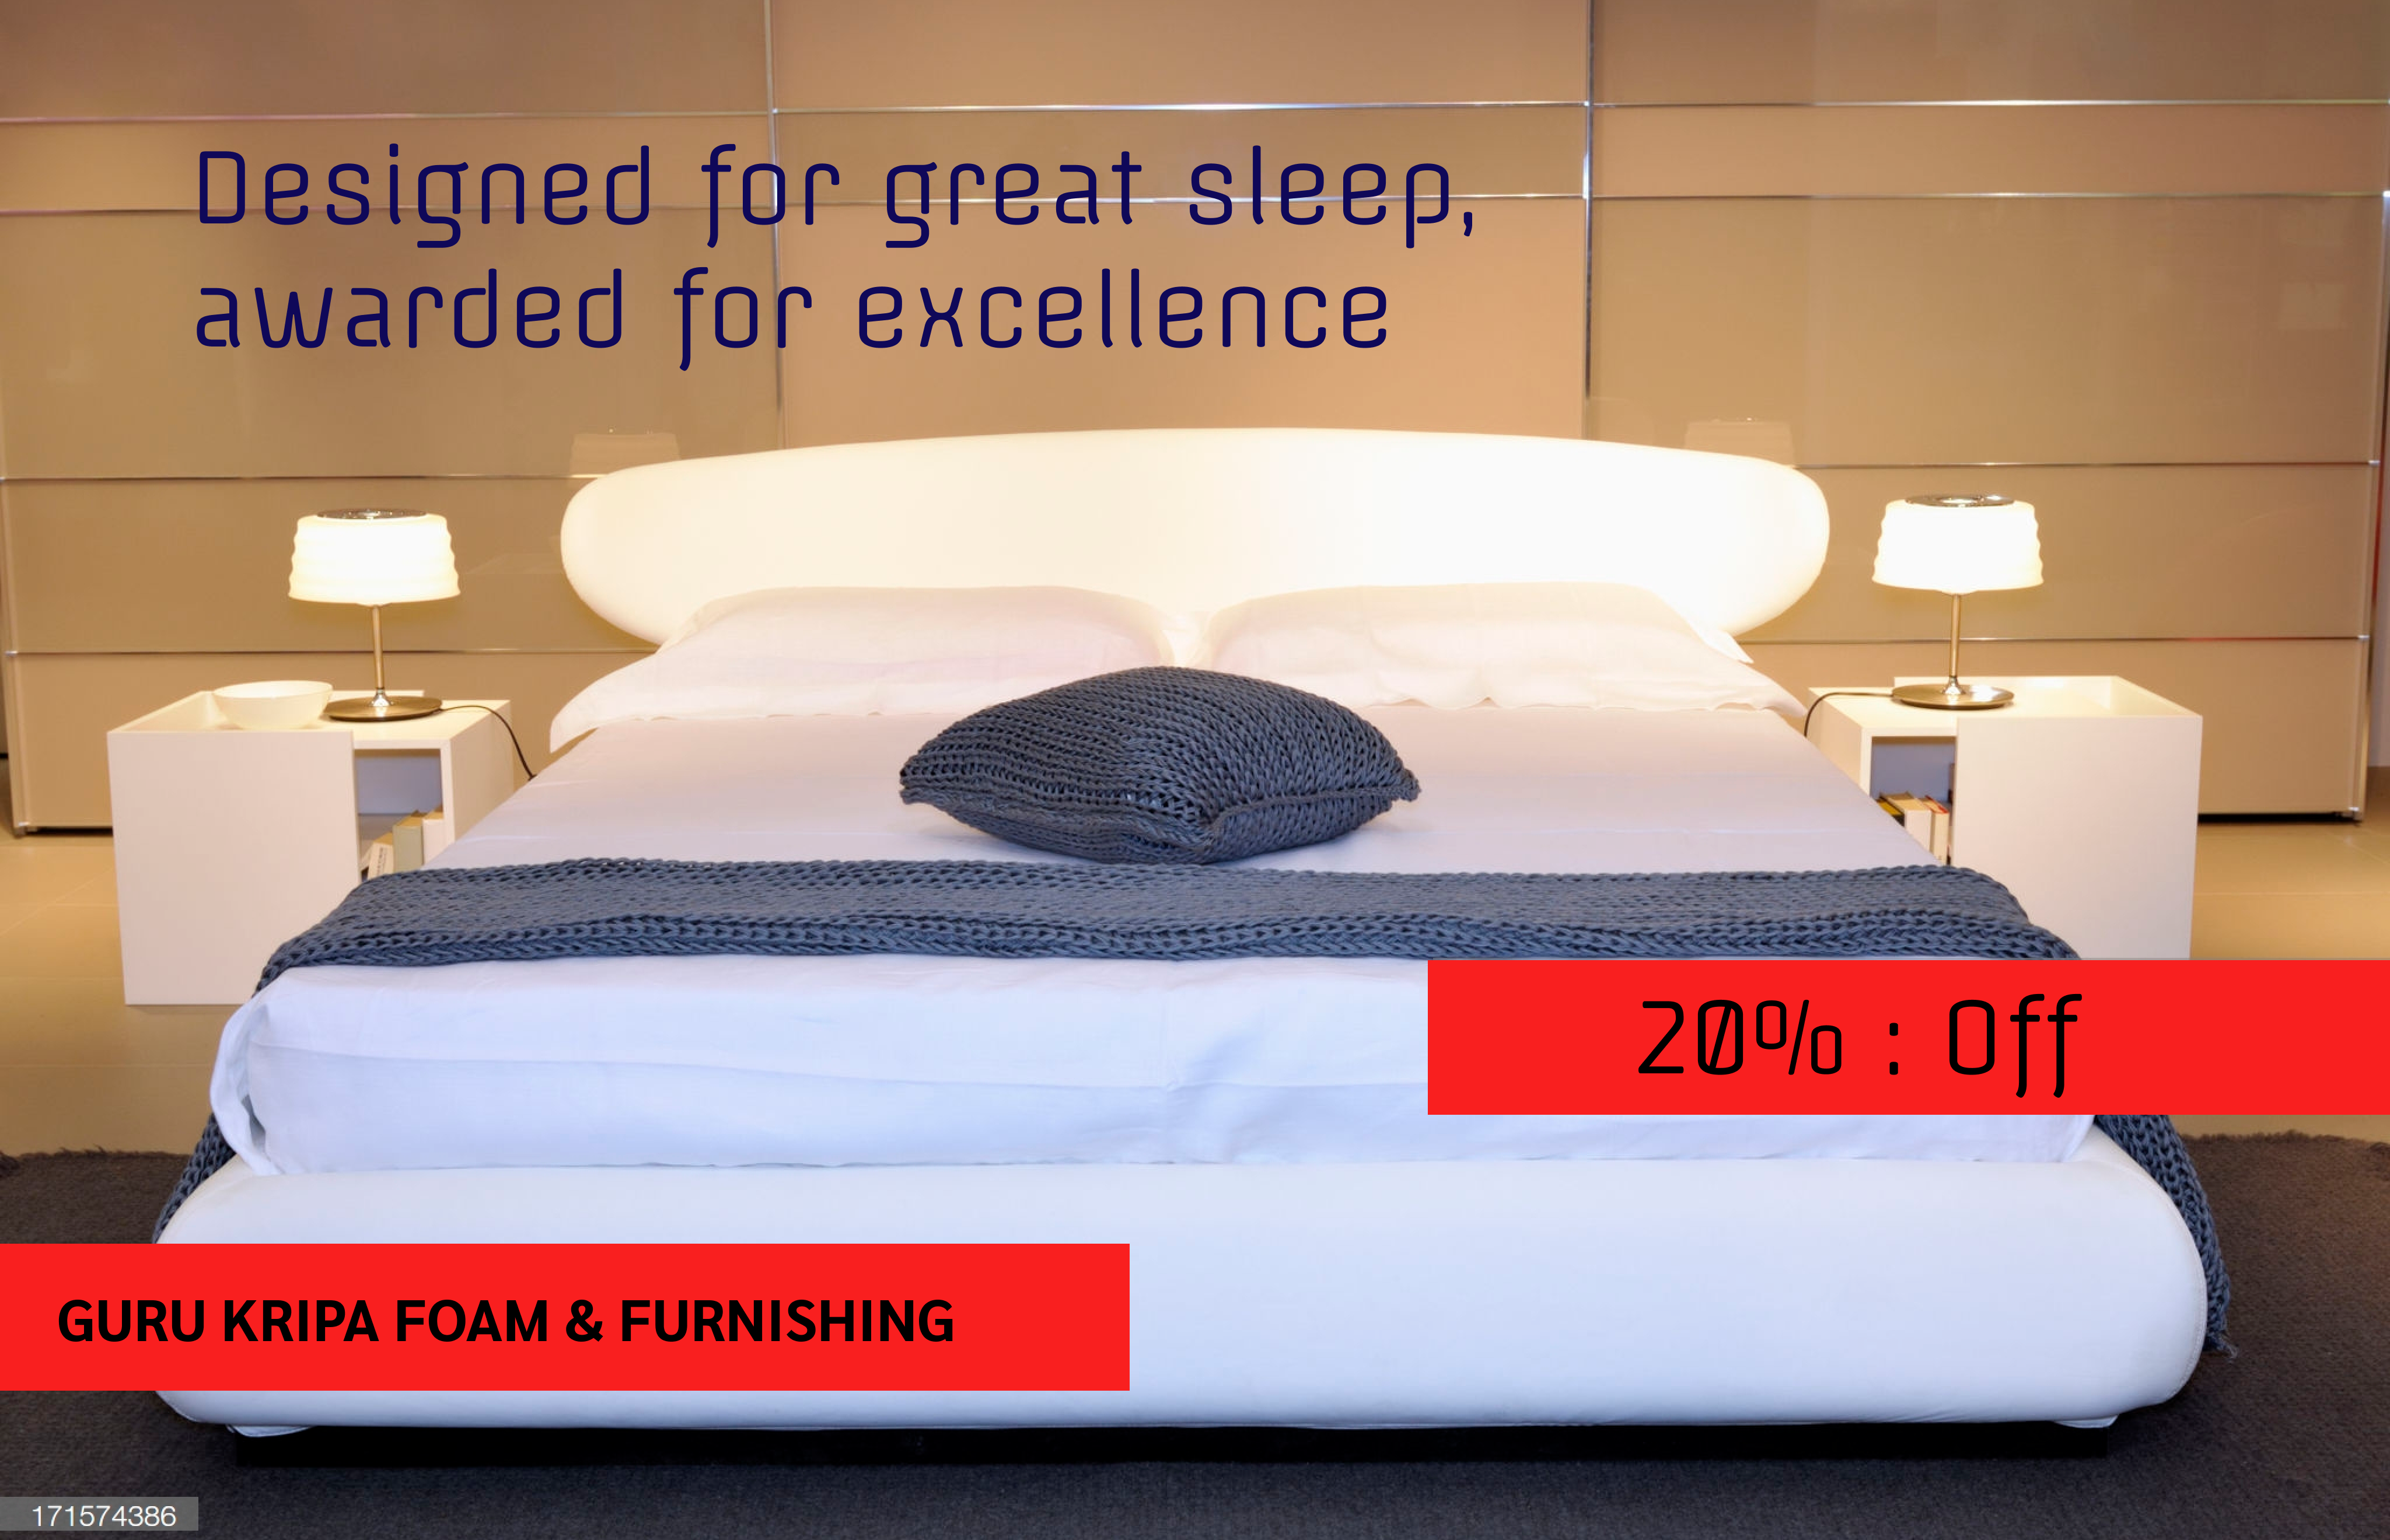 Designed for great sleep,
awarded for excellence
20% : Off
GURU KRIPA FOAM & FURNISHING
171574386